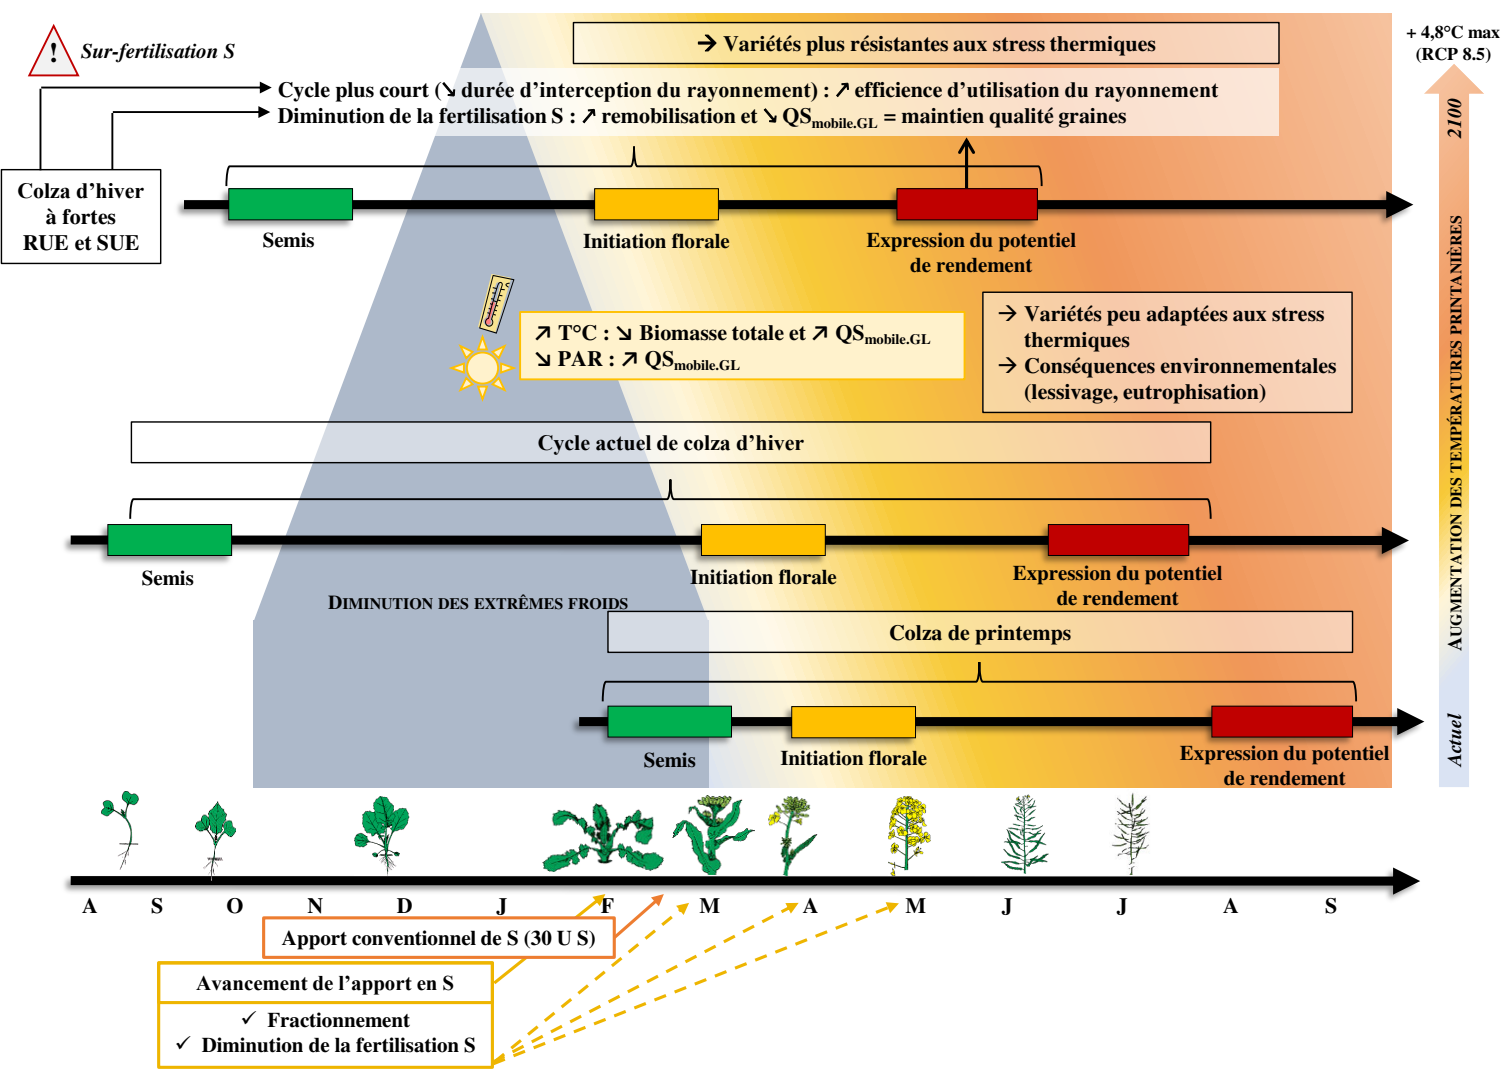 + 4,8°C max
(RCP 8.5)
! Sur-fertilisation S
→ Variétés plus résistantes aux stress thermiques
Cycle plus court (↘ durée d’interception du rayonnement) : ↗ efficience d’utilisation du rayonnement
Diminution de la fertilisation S : ↗ remobilisation et ↘ QSmobile.GL = maintien qualité graines
2100
Colza d’hiver
à fortes
RUE et SUE
Semis
Initiation florale
Expression du potentiel
de rendement
AUGMENTATION DES TEMPÉRATURES PRINTANIÈRES
°C
↗ T°C : ↘ Biomasse totale et ↗ QSmobile.GL
↘ PAR : ↗ QSmobile.GL
→ Variétés peu adaptées aux stress
thermiques
→ Conséquences environnementales
(lessivage, eutrophisation)
Cycle actuel de colza d’hiver
Semis
Initiation florale
Expression du potentiel
de rendement
DIMINUTION DES EXTRÊMES FROIDS
Colza de printemps
Semis
Initiation florale
Expression du potentiel
de rendement
Actuel
A S O N D J F M A M J J A S
Apport conventionnel de S (30 U S)
Avancement de l’apport en S
✓ Fractionnement
✓ Diminution de la fertilisation S